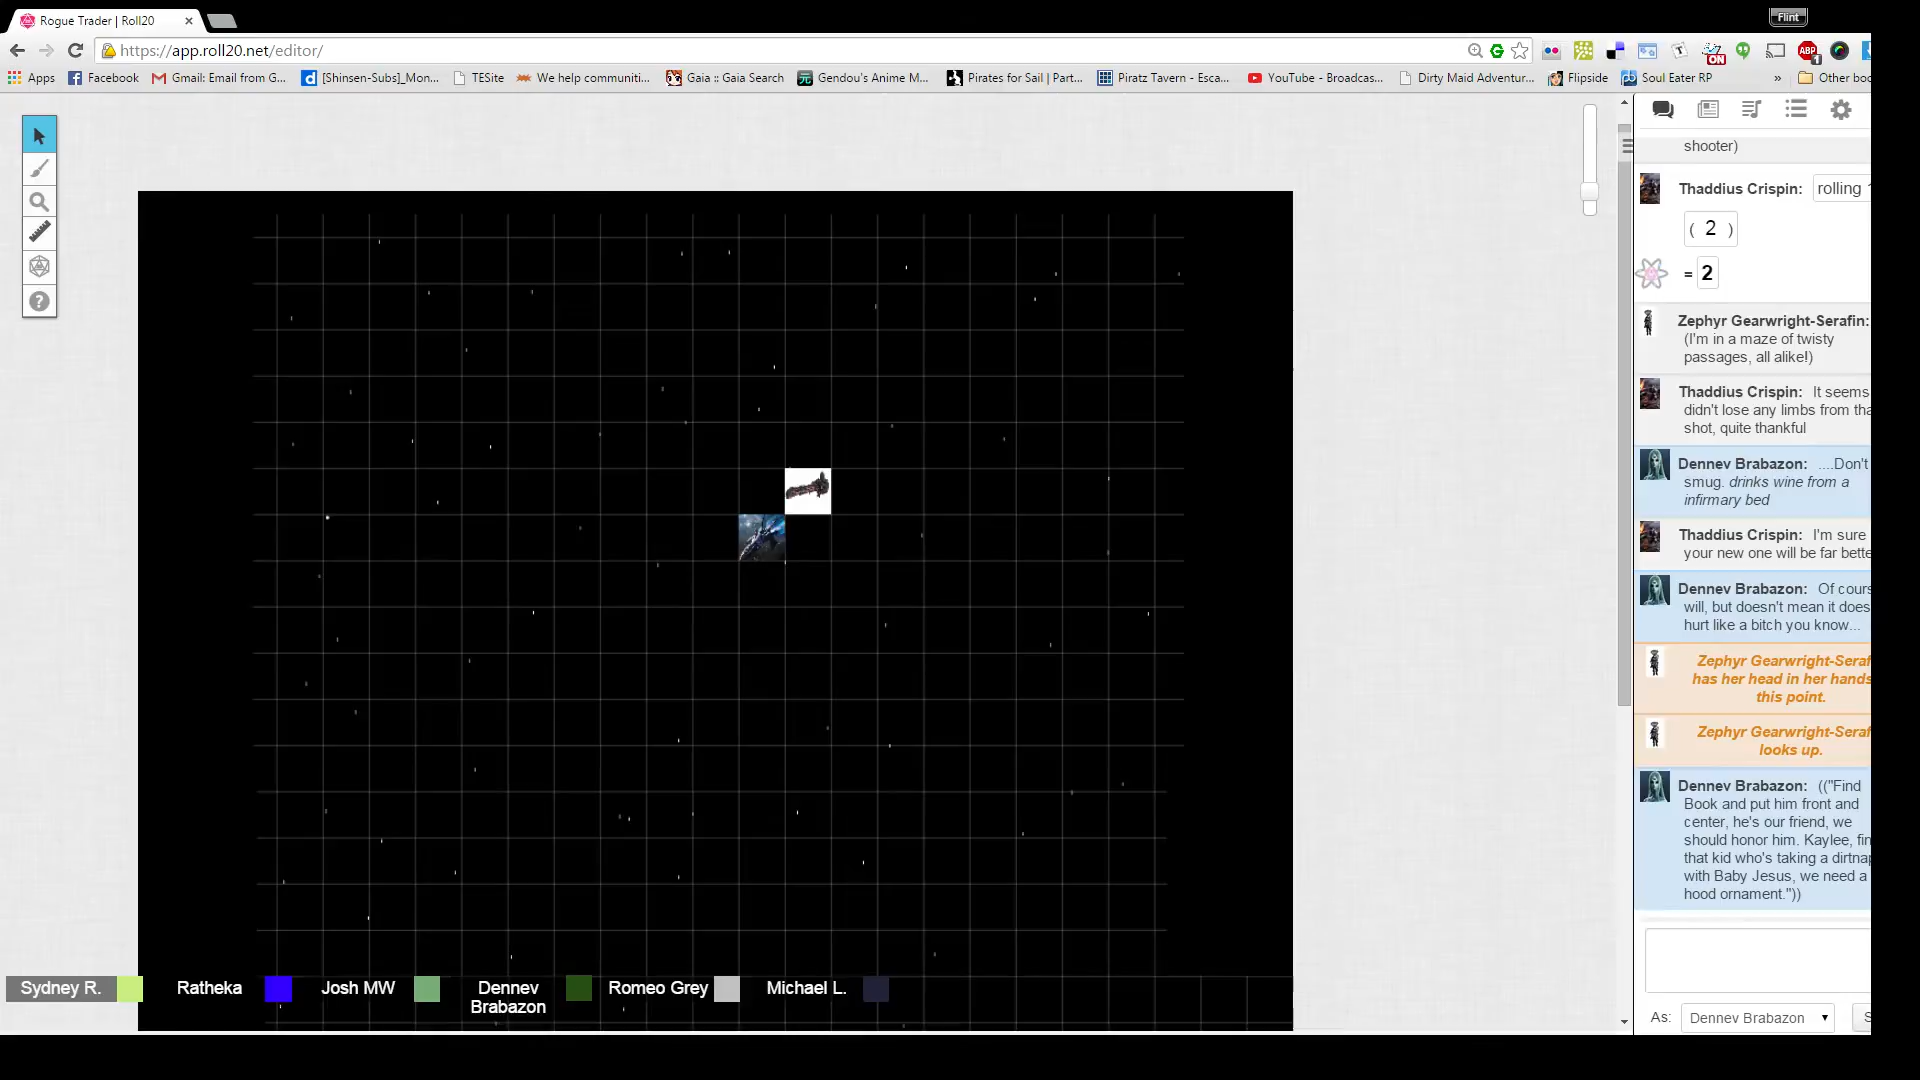 Rogue Trader | Roll20
Flint
https://app.roll20.net/editor/
Apps Facebook Gmail: Email from G... [Shinsen-Subs]_Mon... TESite We help communiti... Gaia :: Gaia Search Gendou's Anime M... Pirates for Sail | Part... Piratz Tavern - Esca... YouTube - Broadcas... Dirty Maid Adventur... Flipside Soul Eater RP » Other boo
ABP
ON
1
shooter)
Thaddius Crispin: rolling 1
( 2 )
= 2
Zephyr Gearwright-Serafin:
(I'm in a maze of twisty
passages, all alike!)
Thaddius Crispin: It seems
didn't lose any limbs from tha
shot, quite thankful
Dennev Brabazon: ....Don't
smug. drinks wine from a
infirmary bed
Thaddius Crispin: I'm sure
your new one will be far bette
Dennev Brabazon: Of cours
will, but doesn't mean it does
hurt like a bitch you know...
Zephyr Gearwright-Seraf
has her head in her hands
this point.
Zephyr Gearwright-Seraf
looks up.
Dennev Brabazon: (("Find
Book and put him front and
center, he's our friend, we
should honor him. Kaylee, fin
that kid who's taking a dirtnap
with Baby Jesus, we need a
hood ornament."))
Sydney R. Ratheka Josh MW Dennev Brabazon Romeo Grey Michael L.
As: Dennev Brabazon S